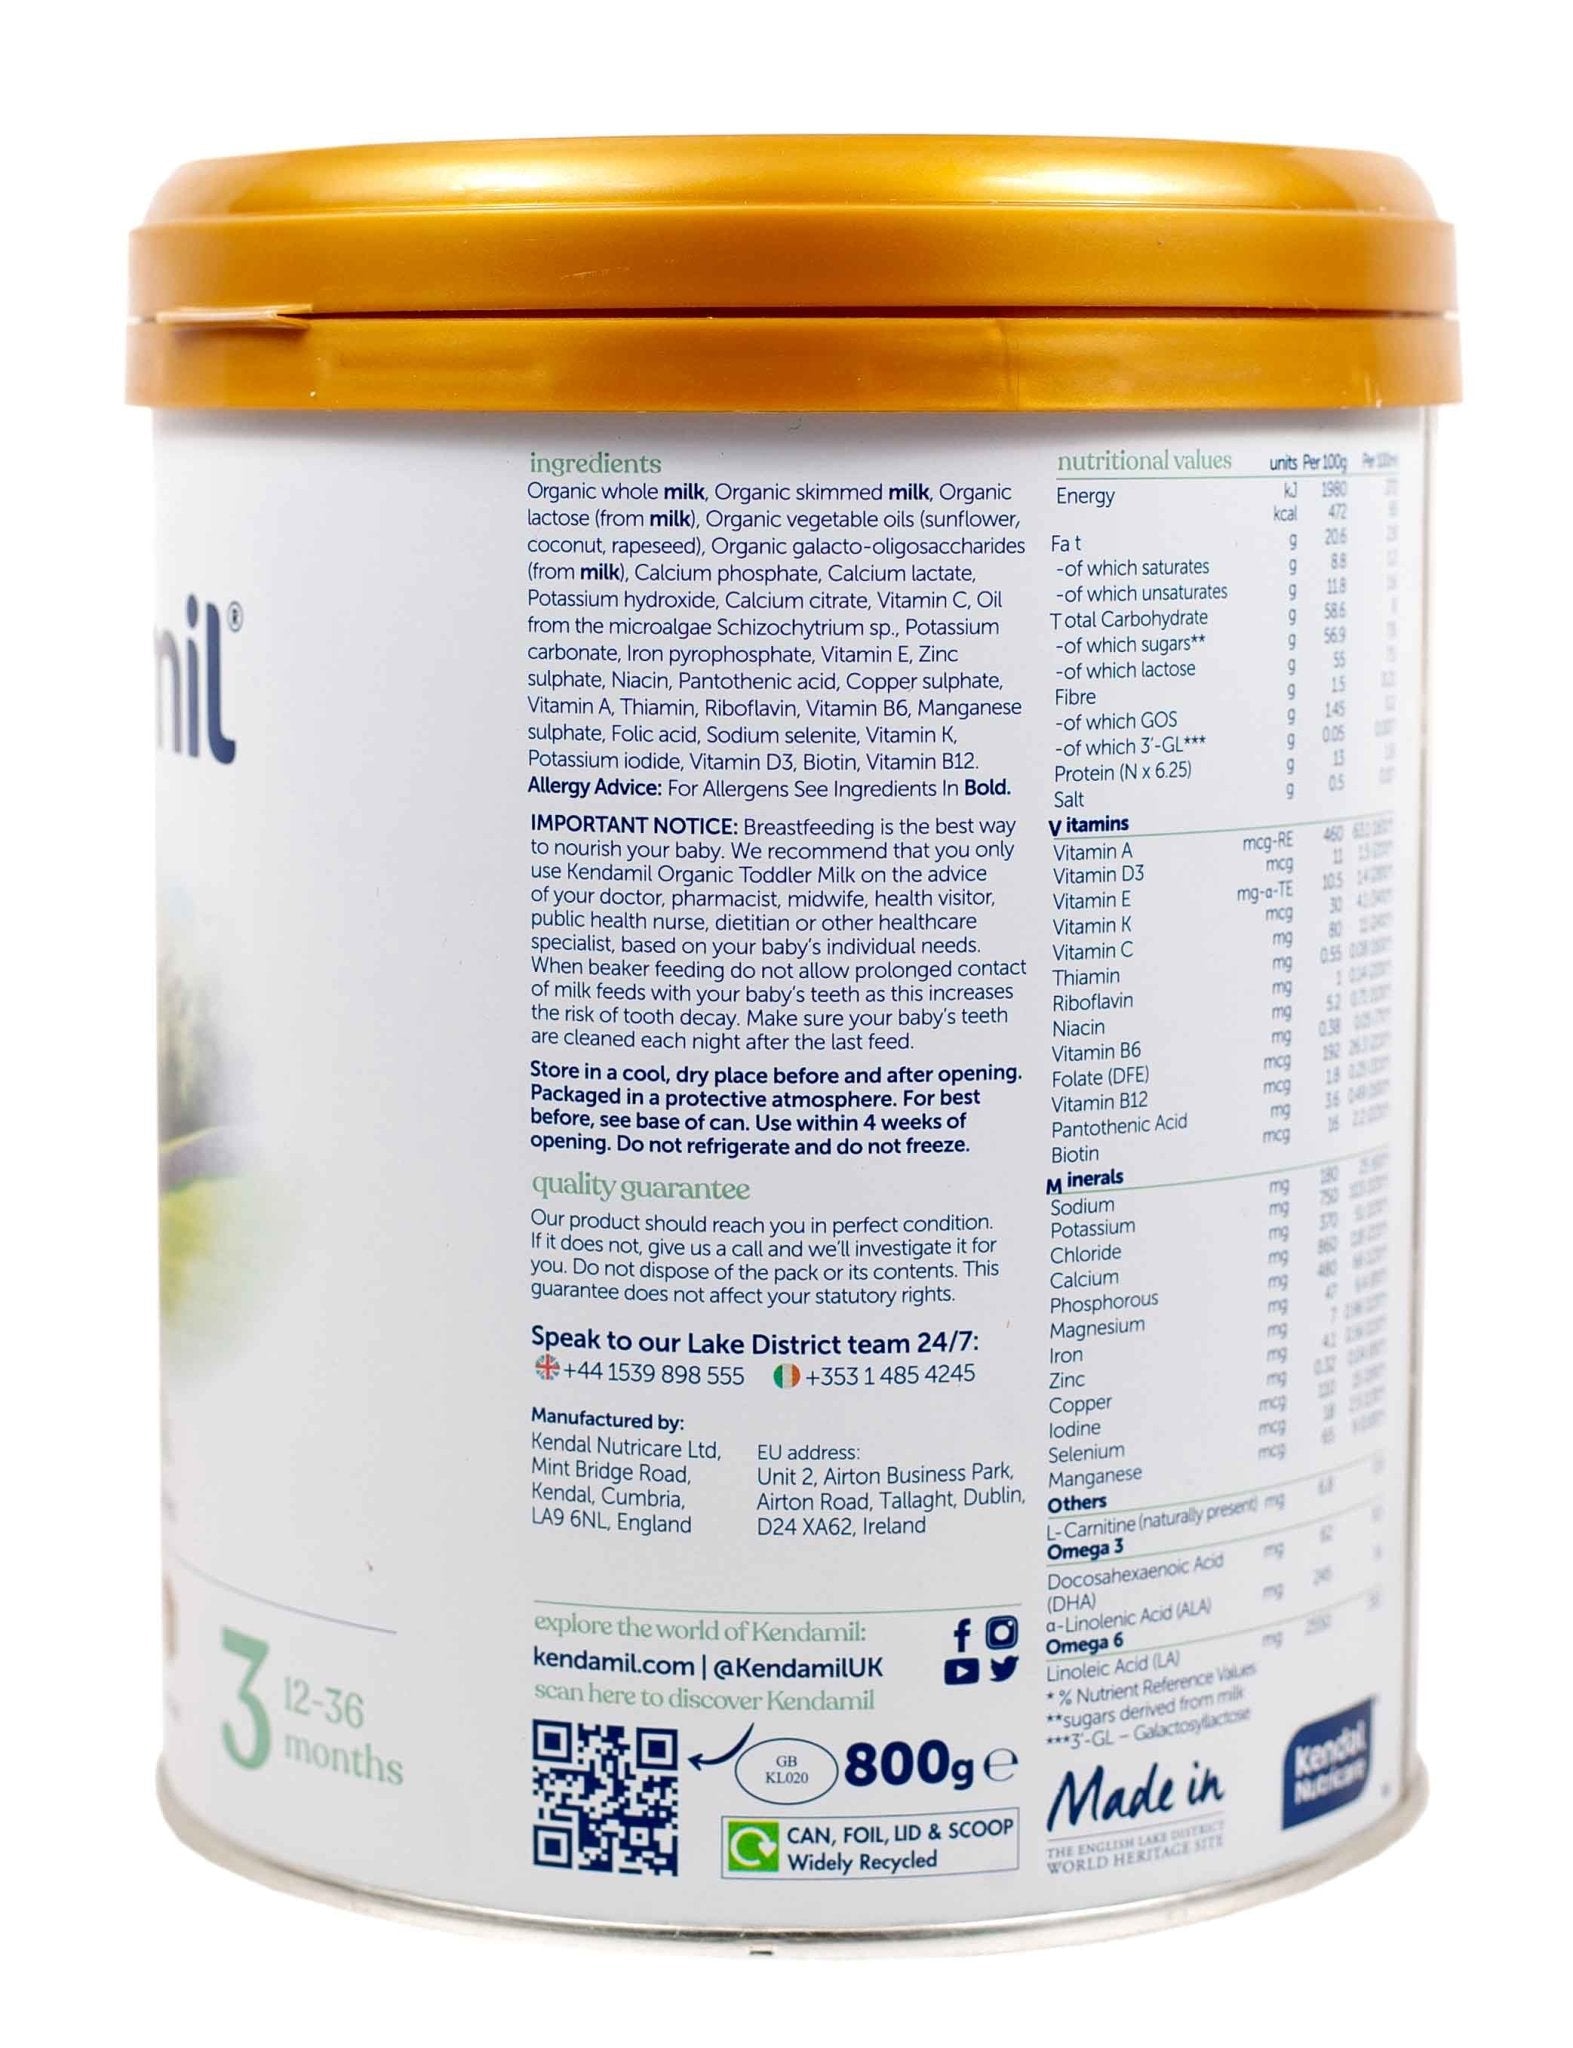 mil®
3 12-36
months
ingredients
Organic whole milk, Organic skimmed milk, Organic
lactose (from milk), Organic vegetable oils (sunflower,
coconut, rapeseed), Organic galacto-oligosaccharides
(from milk), Calcium phosphate, Calcium lactate,
Potassium hydroxide, Calcium citrate, Vitamin C, Oil
from the microalgae Schizochytrium sp., Potassium
carbonate, Iron pyrophosphate, Vitamin E, Zinc
sulphate, Niacin, Pantothenic acid, Copper sulphate,
Vitamin A, Thiamin, Riboflavin, Vitamin B6, Manganese
sulphate, Folic acid, Sodium selenite, Vitamin K,
Potassium iodide, Vitamin D3, Biotin, Vitamin B12.
Allergy Advice: For Allergens See Ingredients In Bold.
IMPORTANT NOTICE: Breastfeeding is the best way
to nourish your baby. We recommend that you only
use Kendamil Organic Toddler Milk on the advice
of your doctor, pharmacist, midwife, health visitor,
public health nurse, dietitian or other healthcare
specialist, based on your baby's individual needs.
When beaker feeding do not allow prolonged contact
of milk feeds with your baby's teeth as this increases
the risk of tooth decay. Make sure your baby's teeth
are cleaned each night after the last feed.
Store in a cool, dry place before and after opening.
Packaged in a protective atmosphere. For best
before, see base of can. Use within 4 weeks of
opening. Do not refrigerate and do not freeze.
quality guarantee
Our product should reach you in perfect condition.
If it does not, give us a call and we'll investigate it for
you. Do not dispose of the pack or its contents. This
guarantee does not affect your statutory rights.
Speak to our Lake District team 24/7:
+44 1539 898 555 +353 1 485 4245
Manufactured by:
Kendal Nutricare Ltd,
Mint Bridge Road,
Kendal, Cumbria,
LA9 6NL, England
EU address:
Unit 2, Airton Business Park,
Airton Road, Tallaght, Dublin,
D24 XA62, Ireland
explore the world of Kendamil:
kendamil.com | @KendamilUK
scan here to discover Kendamil
GB
KL020
800g e
CAN, FOIL, LID & SCOOP
Widely Recycled
nutritional values units Per 100g
Energy kJ 1980
kcal 472
Fat g 20.6
-of which saturates g 8.8
-of which unsaturates g 11.8
Total Carbohydrate g 58.6
-of which sugars** g 56.9
-of which lactose g 55
Fibre g 1.5
-of which GOS g 1.45
-of which 3'-GL*** g 0.05
Protein (N x 6.25) g 13
Salt g 0.5
Vitamins
Vitamin A mcg-RE 460
Vitamin D3 mcg 11
Vitamin E mg-α-TE 10.5
Vitamin K mcg 30
Vitamin C mg 80
Thiamin mg 0.55
Riboflavin mg 1
Niacin mg 5.2
Vitamin B6 mg 0.38
Folate (DFE) mcg 192
Vitamin B12 mcg 1.8
Pantothenic Acid mg 3.6
Biotin mcg 16
Minerals
Sodium mg 180
Potassium mg 750
Chloride mg 370
Calcium mg 860
Phosphorous mg 480
Magnesium mg 47
Iron mg 7
Zinc mg 4.1
Copper mg 0.32
Iodine mcg 110
Selenium mcg 18
Manganese mcg 65
Others
L-Carnitine (naturally present) mg 6.8
Omega 3
Docosahexaenoic Acid mg 62
(DHA)
α-Linolenic Acid (ALA) mg 245
Omega 6
Linoleic Acid (LA) mg
* % Nutrient Reference Values
**sugars derived from milk
***3'-GL – Galactosyllactose
Made in
THE ENGLISH LAKE DISTRICT
WORLD HERITAGE SITE
Kendal
Nutricare